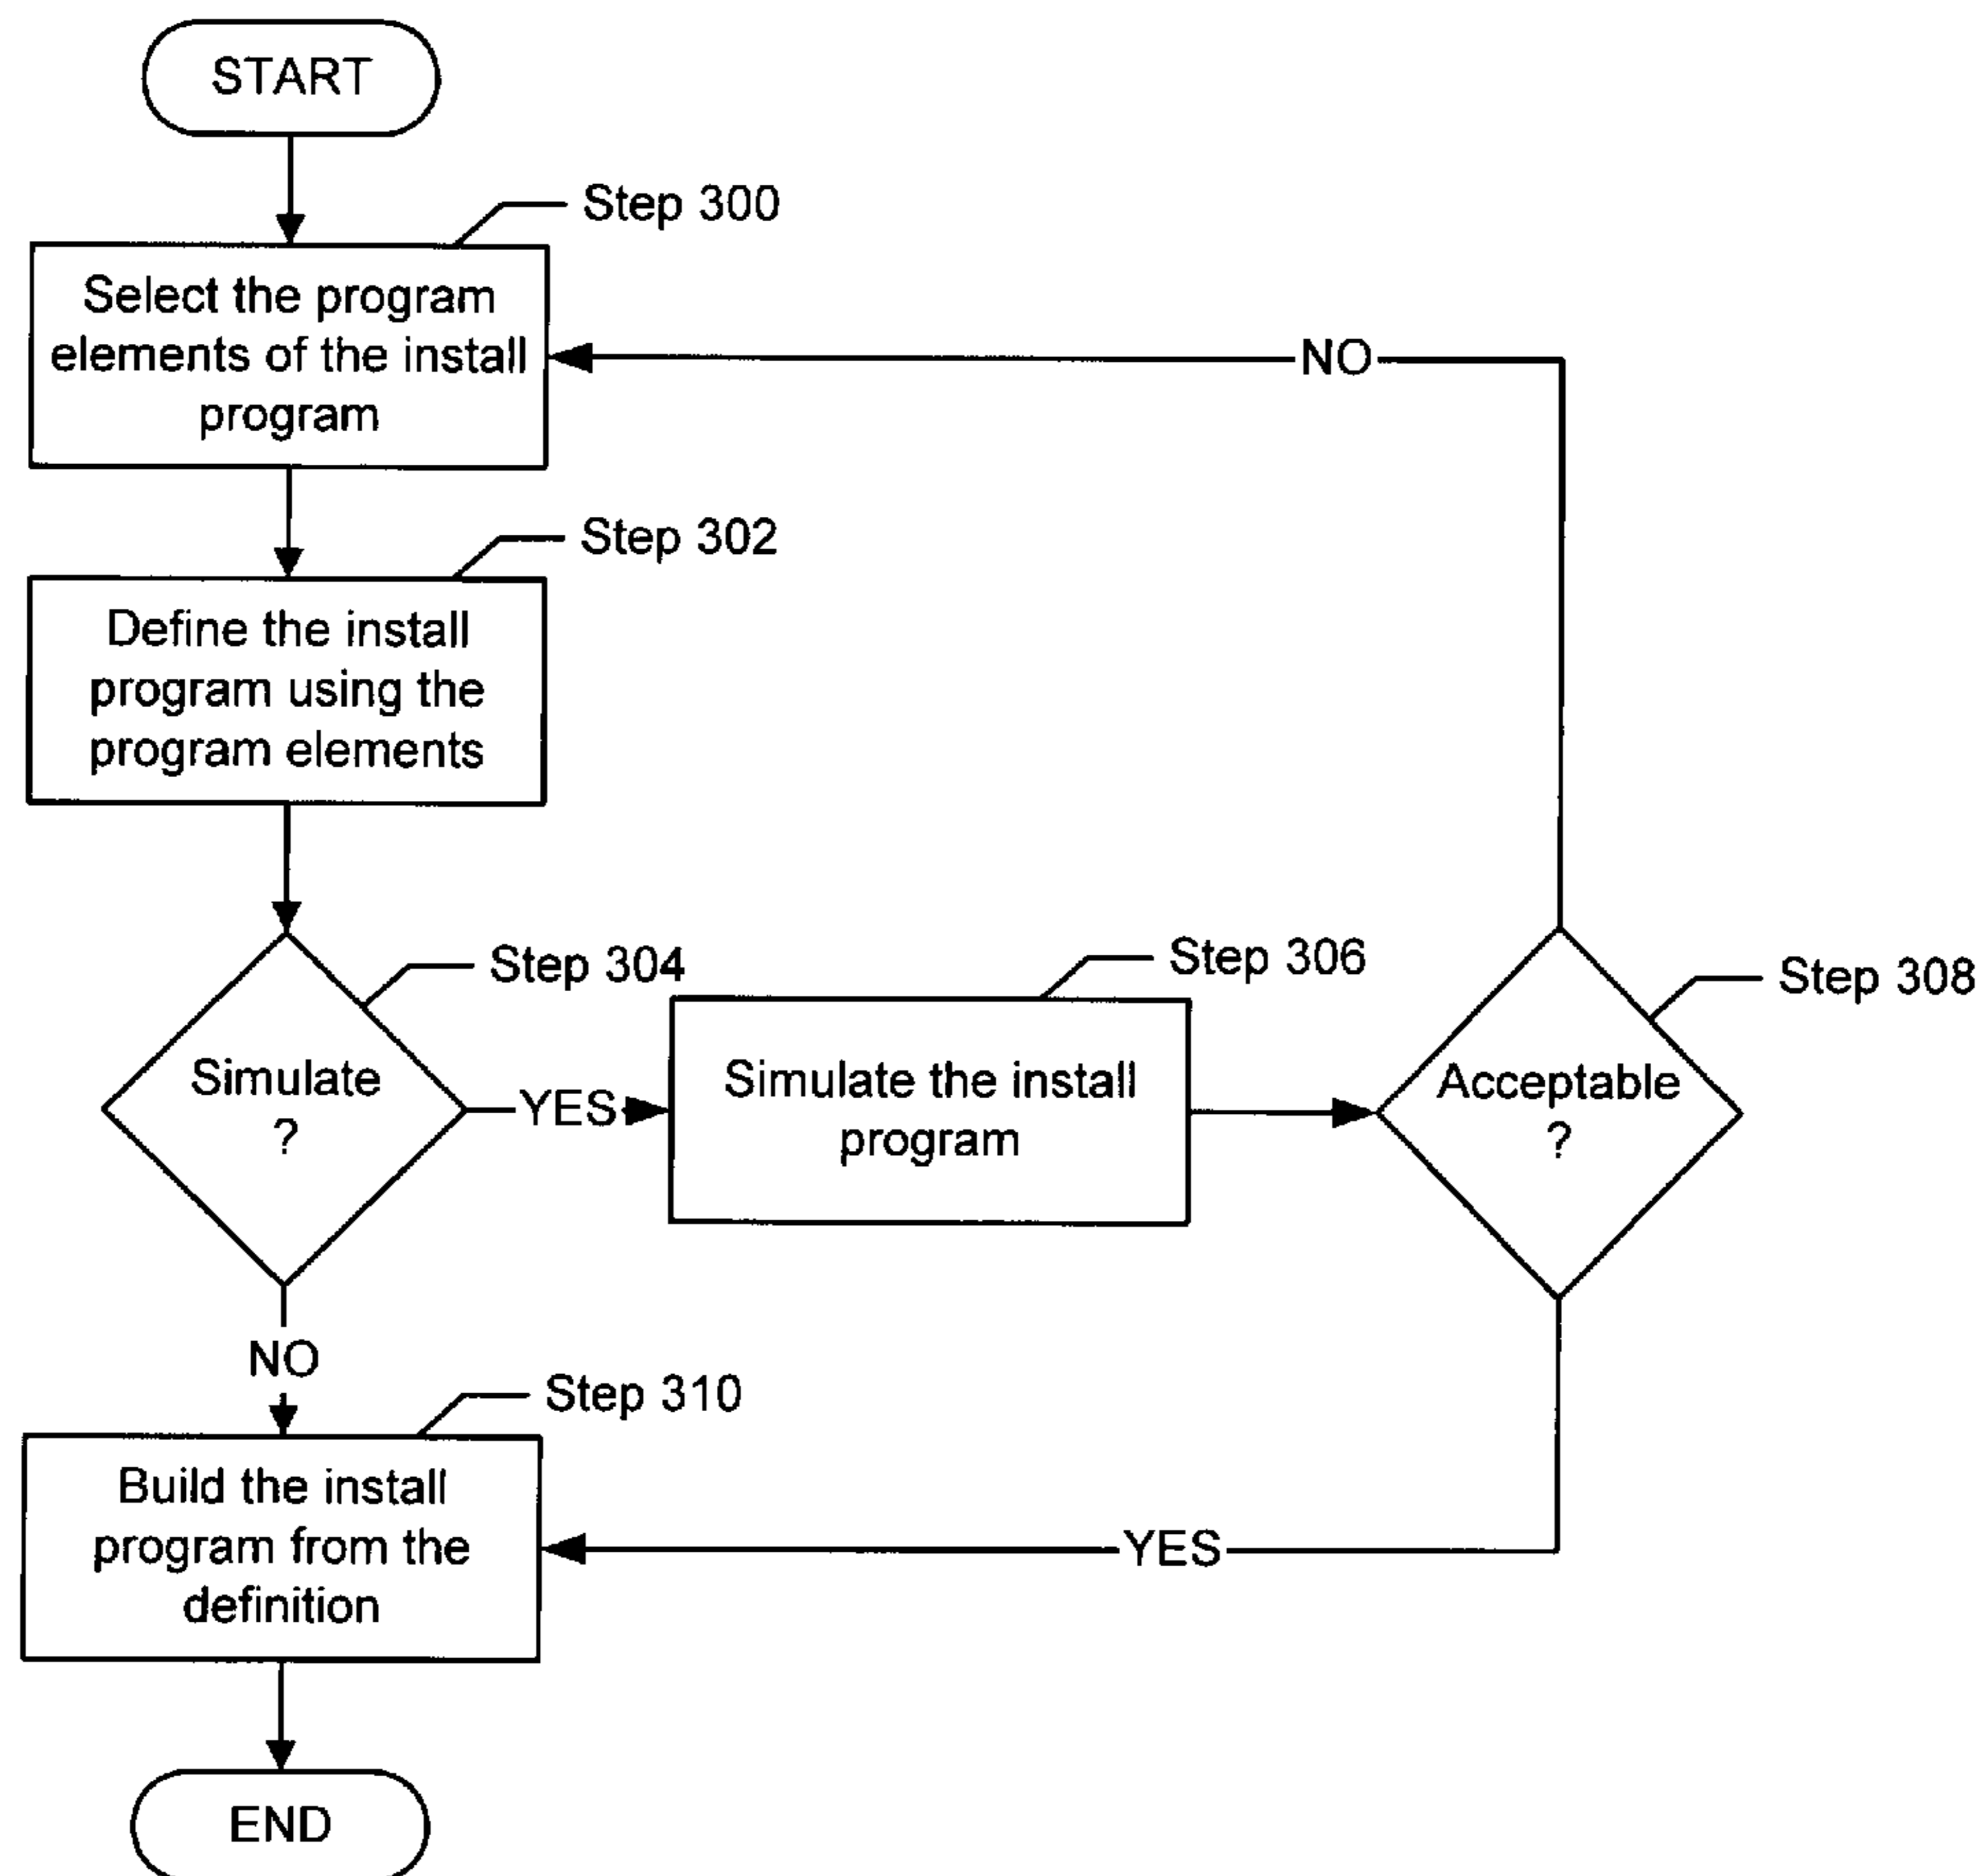 START
Step 300
Select the program
elements of the install
program
NO
Step 302
Define the install
program using the
program elements
Step 304
Simulate
?
YES
Step 306
Simulate the install
program
Step 308
Acceptable
?
NO
Step 310
Build the install
program from the
definition
YES
END